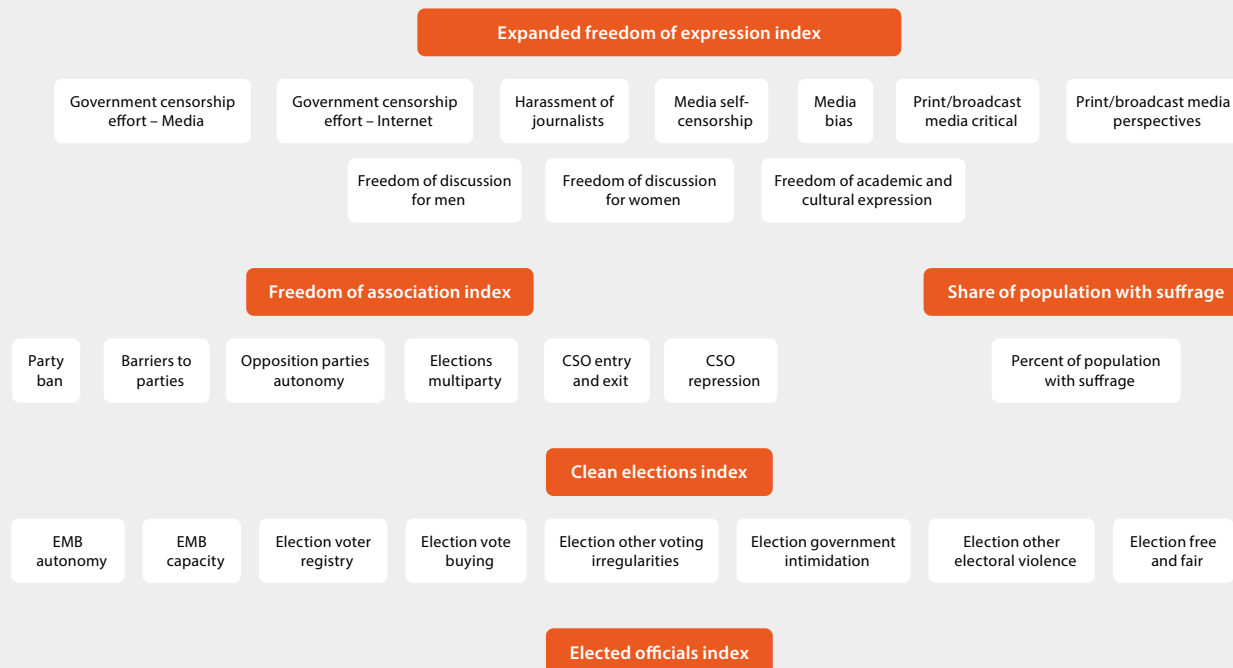 Expanded freedom of expression index
Government censorship
effort – Media
Government censorship
effort – Internet
Harassment of
journalists
Media self-
censorship
Media
bias
Print/broadcast
media critical
Print/broadcast media
perspectives
Freedom of discussion
for men
Freedom of discussion
for women
Freedom of academic and
cultural expression
Freedom of association index
Share of population with suffrage
Party
ban
Barriers to
parties
Opposition parties
autonomy
Elections
multiparty
CSO entry
and exit
CSO
repression
Percent of population
with suffrage
Clean elections index
EMB
autonomy
EMB
capacity
Election voter
registry
Election vote
buying
Election other voting
irregularities
Election government
intimidation
Election other
electoral violence
Election free
and fair
Elected officials index